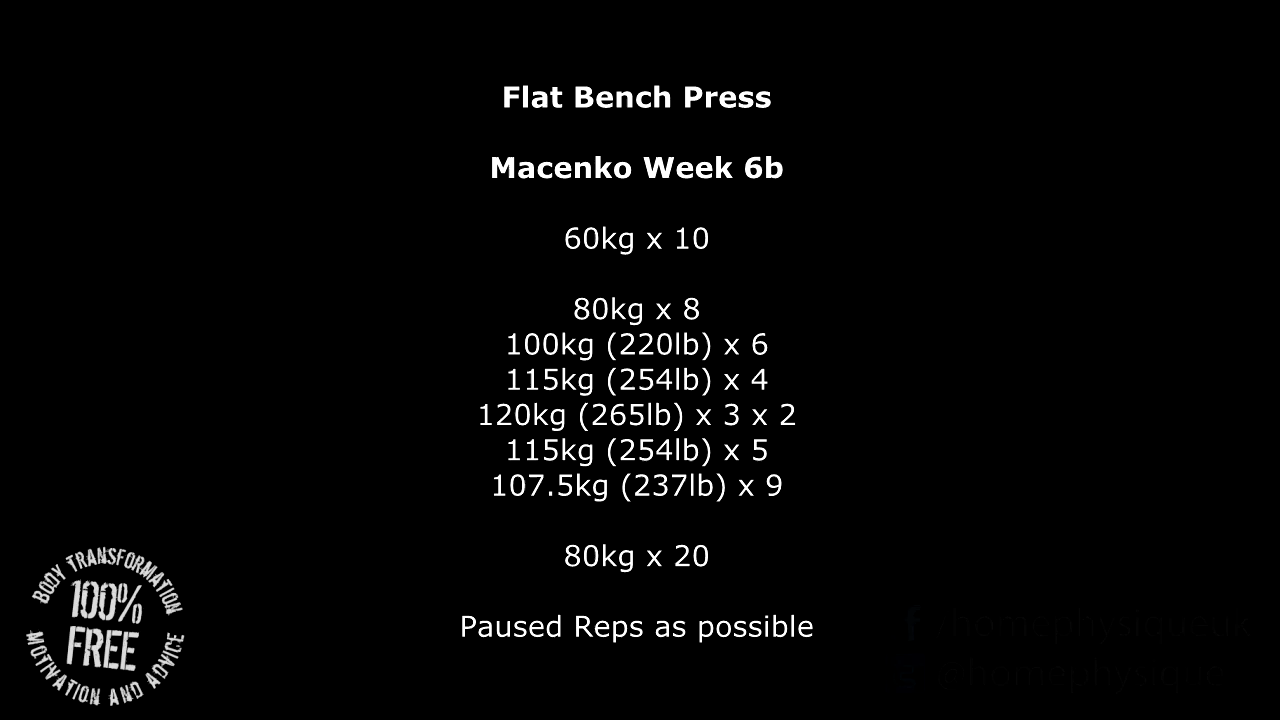 Flat Bench Press
Macenko Week 6b
60kg x 10
80kg x 8
100kg (220lb) x 6
115kg (254lb) x 4
120kg (265lb) x 3 x 2
115kg (254lb) x 5
107.5kg (237lb) x 9
80kg x 20
Paused Reps as possible
BODY TRANSFORMATION
100%
FREE
MOTIVATION AND ADVICE